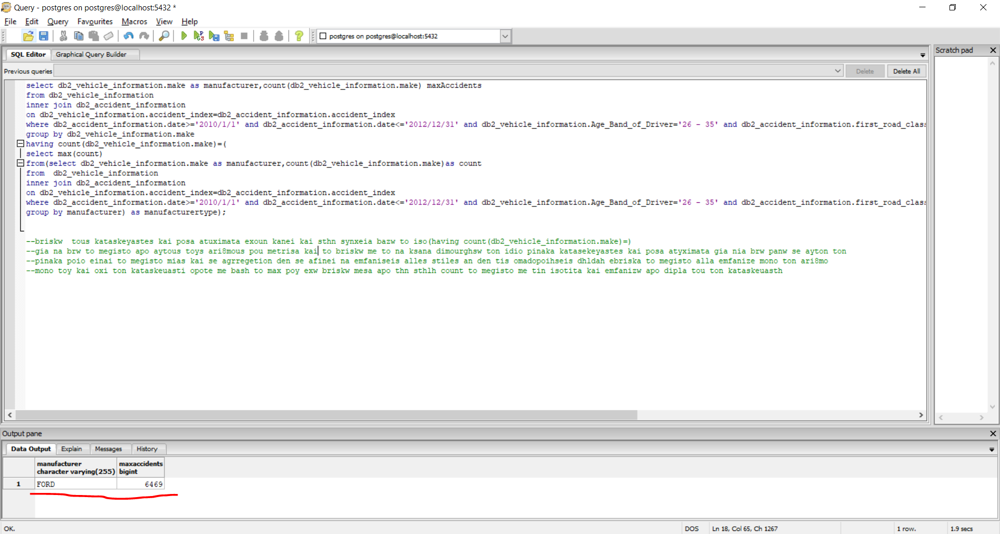 Query - postgres on postgres@localhost:5432 *
File Edit Query Favourites Macros View Help
postgres on postgres@localhost:5432
SQL Editor Graphical Query Builder
Scratch pad
Previous queries Delete Delete All
select db2_vehicle_information.make as manufacturer,count(db2_vehicle_information.make) maxAccidents
from db2_vehicle_information
inner join db2_accident_information
on db2_vehicle_information.accident_index=db2_accident_information.accident_index
where db2_accident_information.date>='2010/1/1' and db2_accident_information.date<='2012/12/31' and db2_vehicle_information.Age_Band_of_Driver='26 - 35' and db2_accident_information.first_road_clas
group by db2_vehicle_information.make
having count(db2_vehicle_information.make)=(
select max(count)
from(select db2_vehicle_information.make as manufacturer,count(db2_vehicle_information.make)as count
from db2_vehicle_information
inner join db2_accident_information
on db2_vehicle_information.accident_index=db2_accident_information.accident_index
where db2_accident_information.date>='2010/1/1' and db2_accident_information.date<='2012/12/31' and db2_vehicle_information.Age_Band_of_Driver='26 - 35' and db2_accident_information.first_road_clas
group by manufacturer) as manufacturertype);
--briskw tous kataskeyastes kai posa atuximata exoun kanei kai sthn synxeia bazw to iso(having count(db2_vehicle_information.make)=)
--gia na brw to megisto apo aytous toys ari8mous pou metrisa kai to briskw me to na ksana dimourghsw ton idio pinaka katasekeyastes kai posa atyximata gia nia brw panw se ayton ton
--pinaka poio einai to megisto mias kai se agrregetion den se afinei na emfaniseis alles stiles an den tis omadopoihseis dhldah ebriska to megisto alla emfanize mono ton ari8mo
--mono toy kai oxi ton kataskeuasti opote me bash to max poy exw briskw mesa apo thn sthlh count to megisto me tin isotita kai emfanizw apo dipla tou ton kataskeuasth
Output pane
Data Output Explain Messages History
manufacturer maxaccidents
character varying(255) bigint
1 FORD 6469
OK. DOS Ln 18, Col 65, Ch 1267 1 row. 1.9 secs